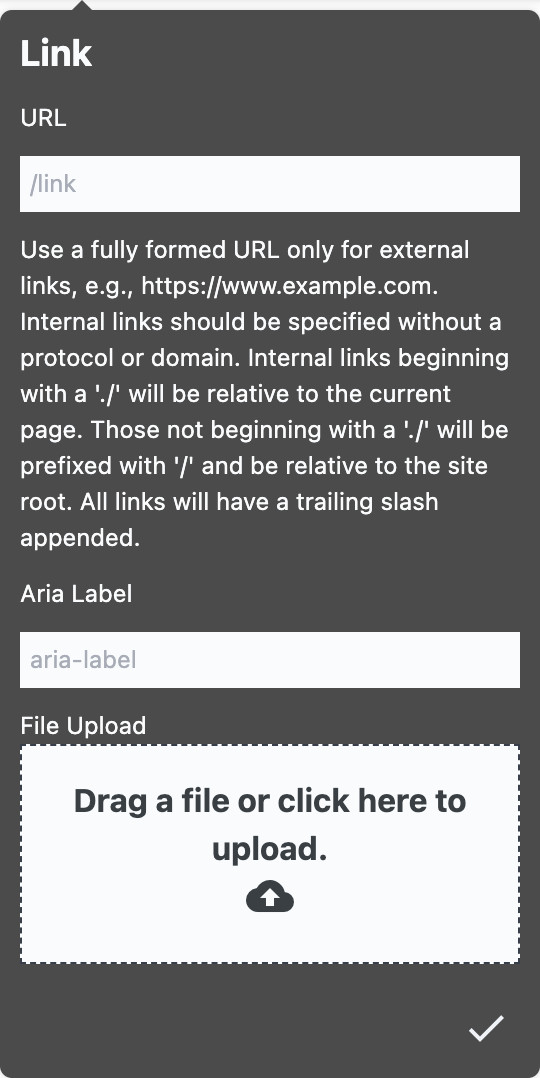 Link
URL
/link
Use a fully formed URL only for external
links, e.g., https://www.example.com.
Internal links should be specified without a
protocol or domain. Internal links beginning
with a './' will be relative to the current
page. Those not beginning with a './' will be
prefixed with '/' and be relative to the site
root. All links will have a trailing slash
appended.
Aria Label
aria-label
File Upload
Drag a file or click here to
upload.